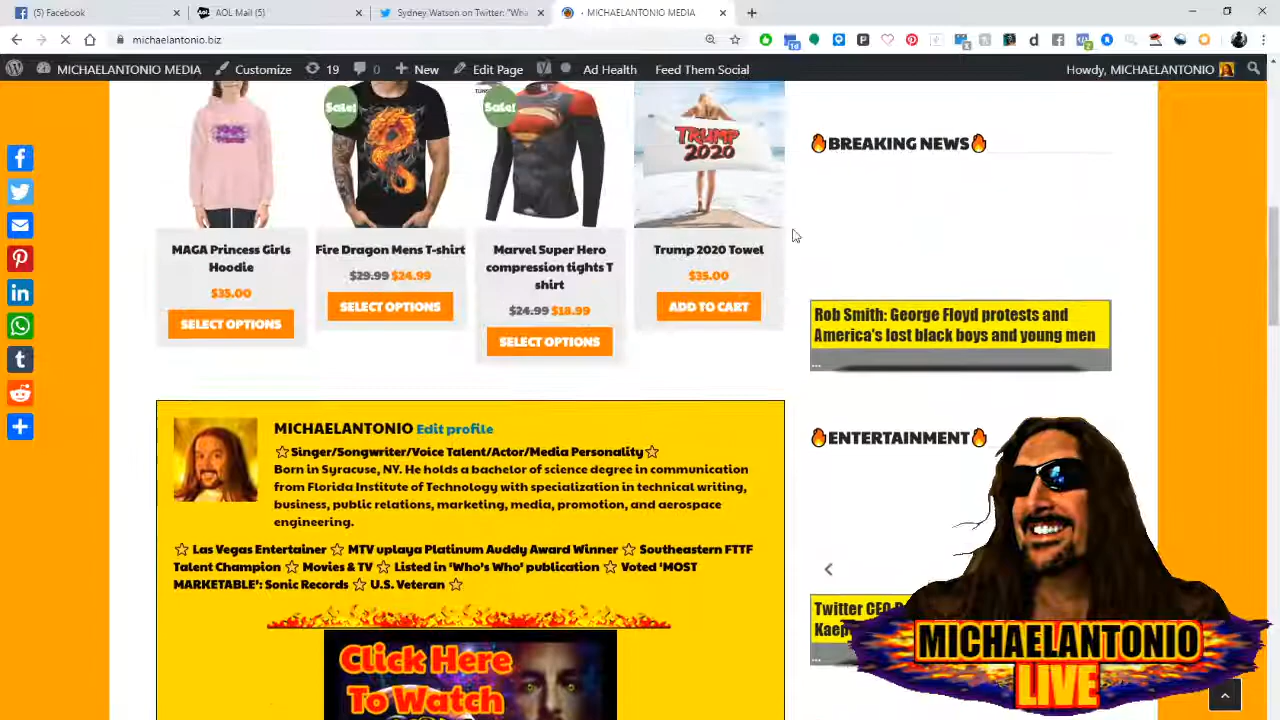 (1) Facebook
AOL Mail (5)
Sydney Watson on Twitter: "Wha
MICHAELANTONIO MEDIA
michaelantonio.biz
MICHAELANTONIO MEDIA Customize 19 0 New Edit Page Ad Health Feed Them Social Howdy, MICHAELANTONIO
Sale!
Sale!
TRUMP
2020
MAGA Princess Girls
Hoodie
$35.00
SELECT OPTIONS
Fire Dragon Mens T-shirt
$29.99 $24.99
SELECT OPTIONS
Marvel Super Hero
compression tights T
shirt
$24.99 $18.99
SELECT OPTIONS
Trump 2020 Towel
$35.00
ADD TO CART
🔥BREAKING NEWS🔥
Rob Smith: George Floyd protests and
America's lost black boys and young men
...
🔥ENTERTAINMENT🔥
Twitter CEO
...
MICHAELANTONIO Edit profile
☆Singer/Songwriter/Voice Talent/Actor/Media Personality☆
Born in Syracuse, NY. He holds a bachelor of science degree in communication
from Florida Institute of Technology with specialization in technical writing,
business, public relations, marketing, media, promotion, and aerospace
engineering.
☆ Las Vegas Entertainer ☆ MTV uplaya Platinum Auddy Award Winner ☆ Southeastern FTTF
Talent Champion ☆ Movies & TV ☆ Listed in 'Who's Who' publication ☆ Voted 'MOST
MARKETABLE': Sonic Records ☆ U.S. Veteran ☆
Click Here
To Watch
MICHAELANTONIO
LIVE